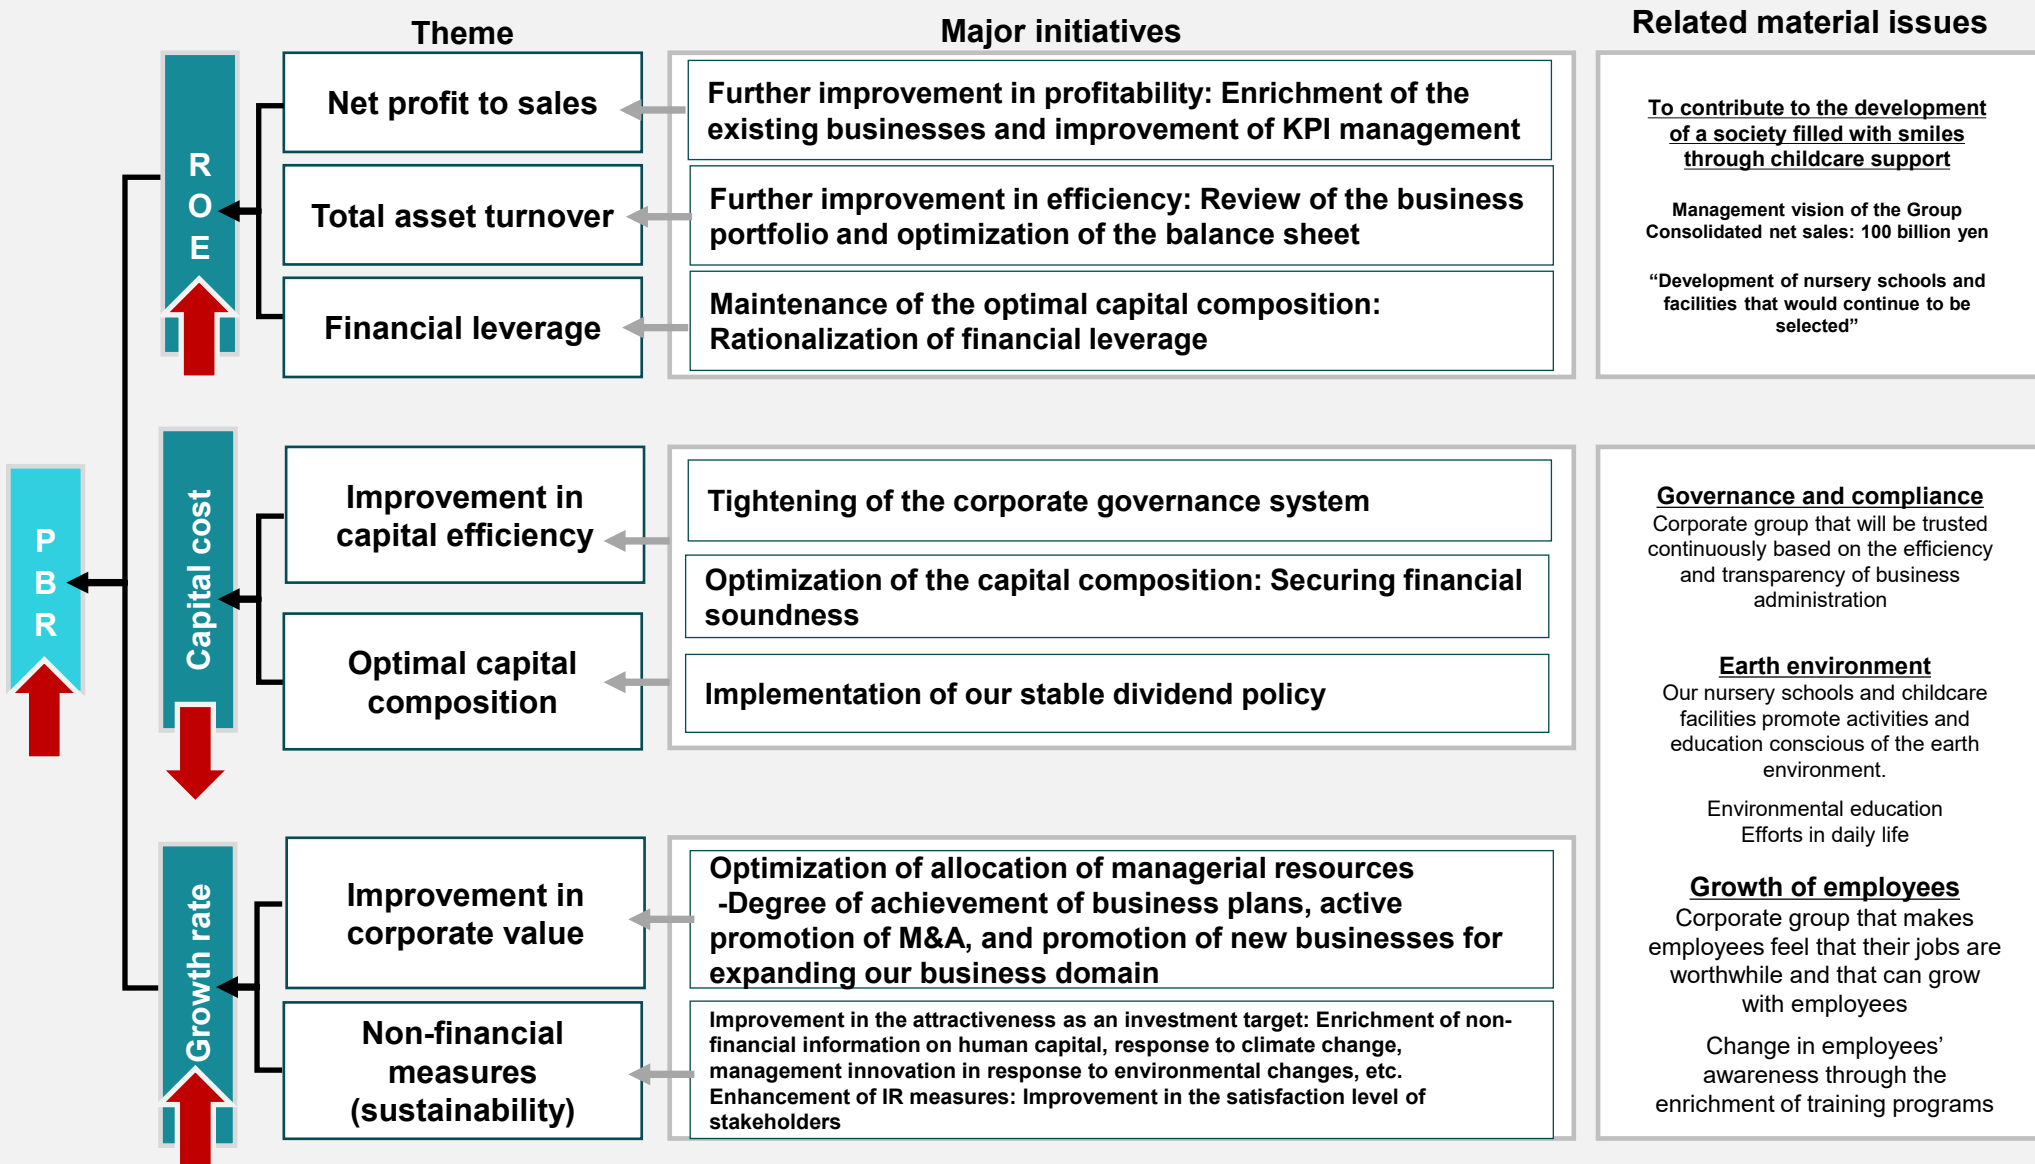 Theme
Major initiatives
Related material issues
P
B
R
R
O
E
Net profit to sales
Further improvement in profitability: Enrichment of the
existing businesses and improvement of KPI management
Total asset turnover
Further improvement in efficiency: Review of the business
portfolio and optimization of the balance sheet
Financial leverage
Maintenance of the optimal capital composition:
Rationalization of financial leverage
To contribute to the development
of a society filled with smiles
through childcare support
Management vision of the Group
Consolidated net sales: 100 billion yen
“Development of nursery schools and
facilities that would continue to be
selected”
Capital cost
Improvement in
capital efficiency
Tightening of the corporate governance system
Optimization of the capital composition: Securing financial
soundness
Optimal capital
composition
Implementation of our stable dividend policy
Growth rate
Improvement in
corporate value
Optimization of allocation of managerial resources
-Degree of achievement of business plans, active
promotion of M&A, and promotion of new businesses for
expanding our business domain
Non-financial
measures
(sustainability)
Improvement in the attractiveness as an investment target: Enrichment of non-
financial information on human capital, response to climate change,
management innovation in response to environmental changes, etc.
Enhancement of IR measures: Improvement in the satisfaction level of
stakeholders
Governance and compliance
Corporate group that will be trusted
continuously based on the efficiency
and transparency of business
administration
Earth environment
Our nursery schools and childcare
facilities promote activities and
education conscious of the earth
environment.
Environmental education
Efforts in daily life
Growth of employees
Corporate group that makes
employees feel that their jobs are
worthwhile and that can grow
with employees
Change in employees’
awareness through the
enrichment of training programs